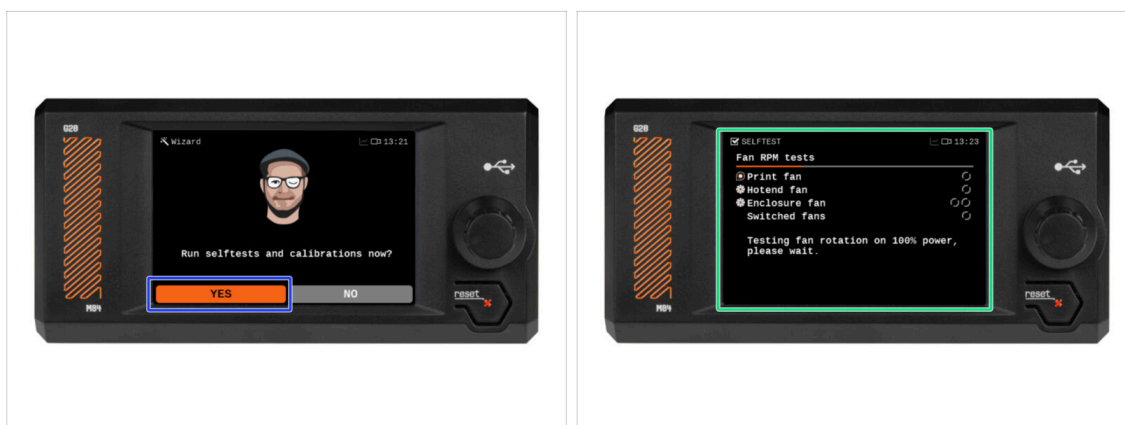 G28
Wizard
13:21
Run selftests and calibrations now?
YES
NO
reset
M84
G28
SELFTEST
13:23
Fan RPM tests
Print fan
Hotend fan
Enclosure fan
Switched fans
Testing fan rotation on 100% power,
please wait.
reset
M84